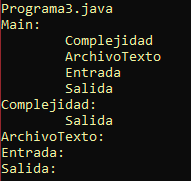 Programa3.java
Main:
Complejidad
ArchivoTexto
Entrada
Salida
Complejidad:
Salida
ArchivoTexto:
Entrada:
Salida: